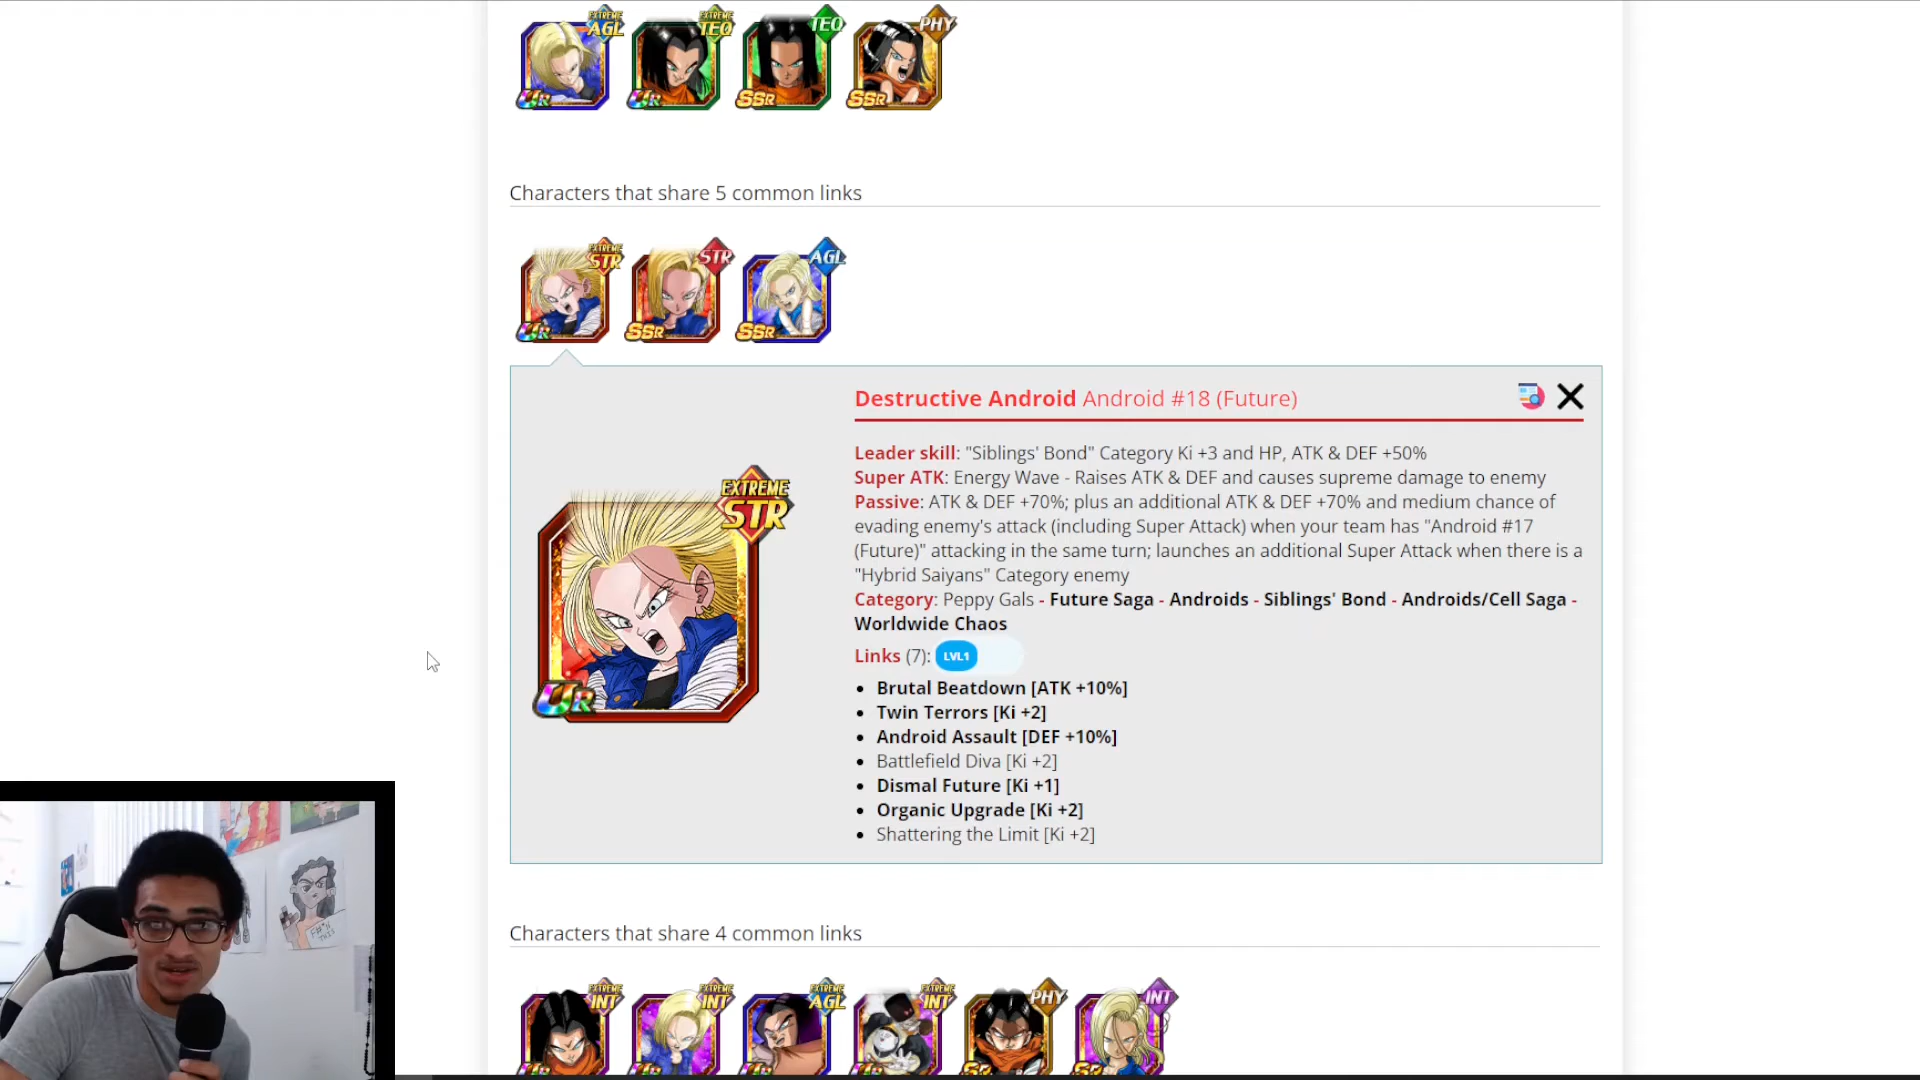 EXTREME AGL EXTREME TEQ TEQ PHY
UR UR SSR SSR
Characters that share 5 common links
EXTREME STR STR AGL
UR SSR SSR
Destructive Android Android #18 (Future)
Leader skill: "Siblings' Bond" Category Ki +3 and HP, ATK & DEF +50%
Super ATK: Energy Wave - Raises ATK & DEF and causes supreme damage to enemy
Passive: ATK & DEF +70%; plus an additional ATK & DEF +70% and medium chance of
evading enemy's attack (including Super Attack) when your team has "Android #17
(Future)" attacking in the same turn; launches an additional Super Attack when there is a
"Hybrid Saiyans" Category enemy
Category: Peppy Gals - Future Saga - Androids - Siblings' Bond - Androids/Cell Saga -
Worldwide Chaos
Links (7): LVL1
Brutal Beatdown [ATK +10%]
Twin Terrors [Ki +2]
Android Assault [DEF +10%]
Battlefield Diva [Ki +2]
Dismal Future [Ki +1]
Organic Upgrade [Ki +2]
Shattering the Limit [Ki +2]
EXTREME
STR
UR
Characters that share 4 common links
EXTREME INT EXTREME INT EXTREME AGL EXTREME INT PHY INT
UR UR UR UR SR SR